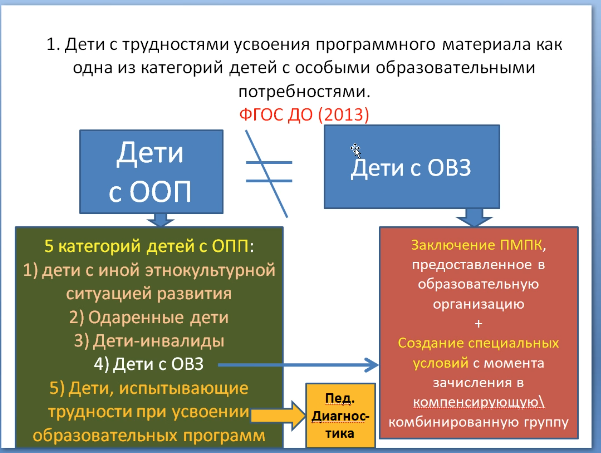 1. Дети с трудностями усвоения программного материала как
одна из категорий детей с особыми образовательными
потребностями.
ФГОС ДО (2013)
Дети
с ООП
Дети с ОВЗ
5 категорий детей с ОПП:
1) дети с иной этнокультурной
ситуацией развития
2) Одаренные дети
3) Дети-инвалиды
4) Дети с ОВЗ
5) Дети, испытывающие
трудности при усвоении
образовательных программ
Пед.
Диагнос-
тика
Заключение ПМПК,
предоставленное в
образовательную
организацию
+
Создание специальных
условий с момента
зачисления в
компенсирующую\
комбинированную группу